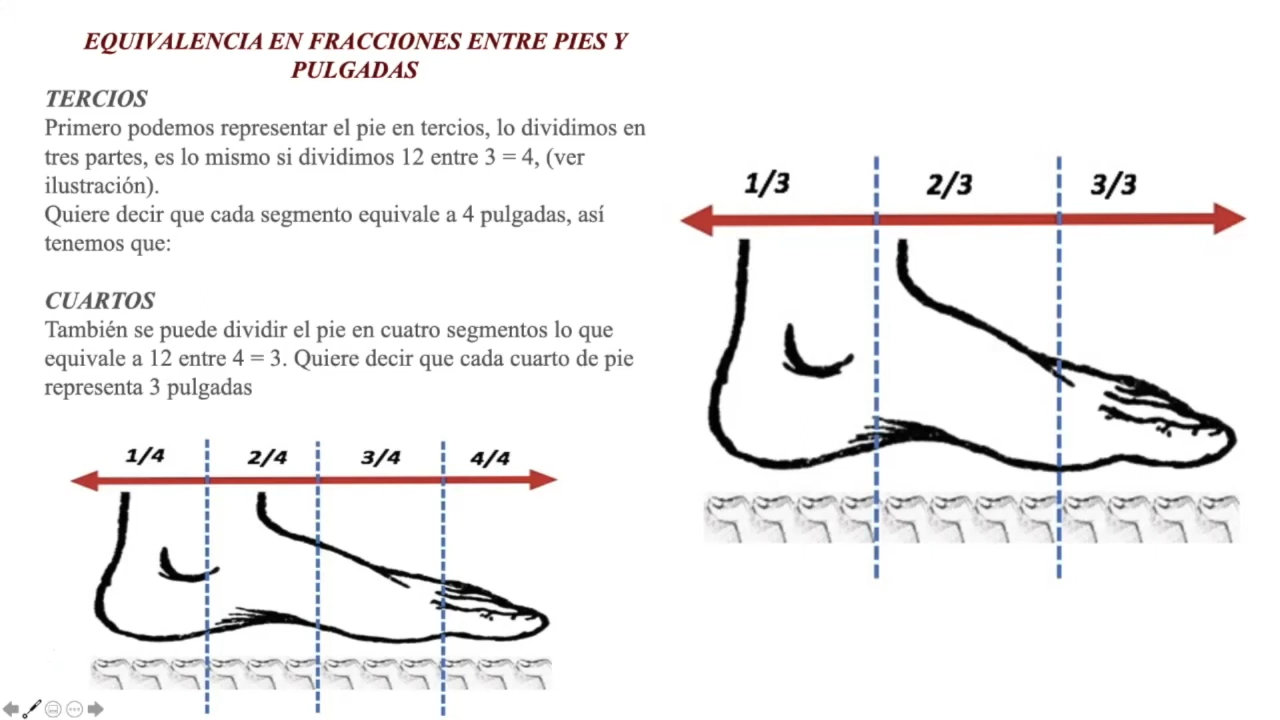 EQUIVALENCIA EN FRACCIONES ENTRE PIES Y
PULGADAS
TERCIOS
Primero podemos representar el pie en tercios, lo dividimos en
tres partes, es lo mismo si dividimos 12 entre 3 = 4, (ver
ilustración).
Quiere decir que cada segmento equivale a 4 pulgadas, así
tenemos que:
CUARTOS
También se puede dividir el pie en cuatro segmentos lo que
equivale a 12 entre 4 = 3. Quiere decir que cada cuarto de pie
representa 3 pulgadas
1/4 2/4 3/4 4/4
1/3 2/3 3/3